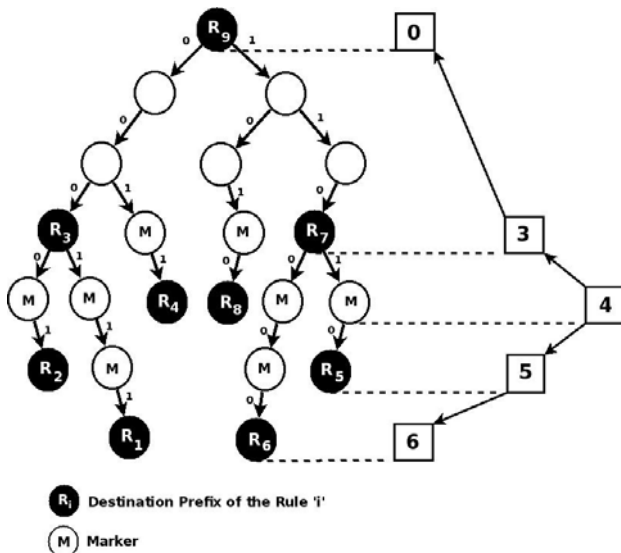 R9 0
0 1
0 0 1
0 1 1 0
R3 M M R7 3
0 1 1 0 0 1
M M R4 R8 M M 4
1 1 0 0
R2 M M R5 5
1 0
R1 R6 6
Ri Destination Prefix of the Rule 'i'
M Marker